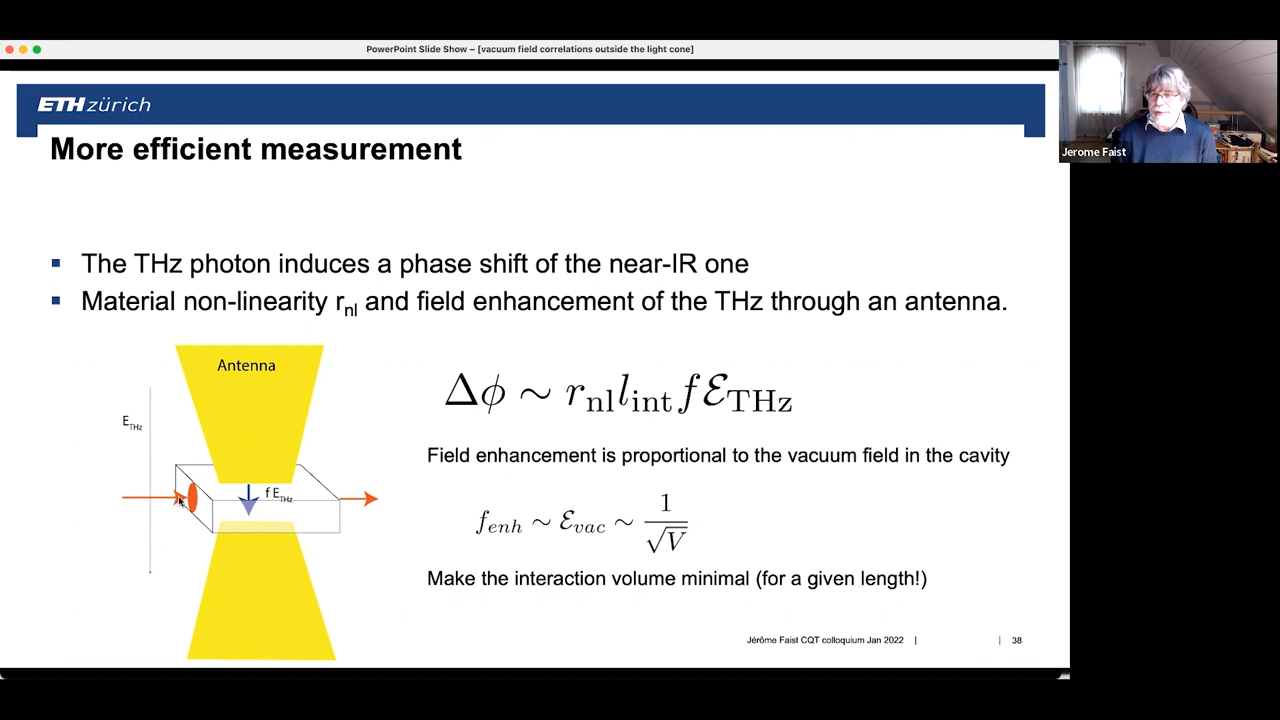 PowerPoint Slide Show – [vacuum field correlations outside the light cone]
ETH zürich
More efficient measurement
Jerome Faist
▪ The THz photon induces a phase shift of the near-IR one
▪ Material non-linearity r_nl and field enhancement of the THz through an antenna.
Antenna
E_THz
f E_THz
Δϕ ∼ r_nl l_int f ℰ_THz
Field enhancement is proportional to the vacuum field in the cavity
f_enh ∼ ℰ_vac ∼ 1/√V
Make the interaction volume minimal (for a given length!)
Jérôme Faist CQT colloquium Jan 2022 | | 38